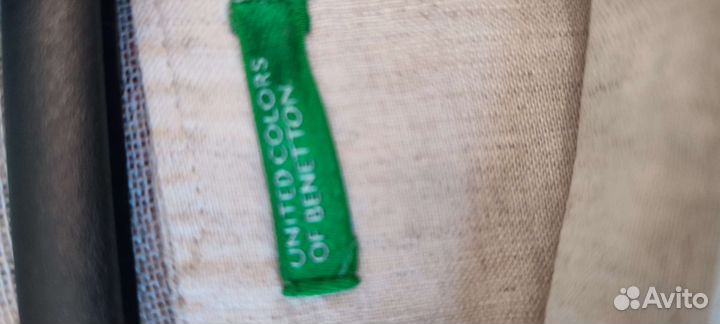 UNITED COLORS
OF BENETTON
Avito